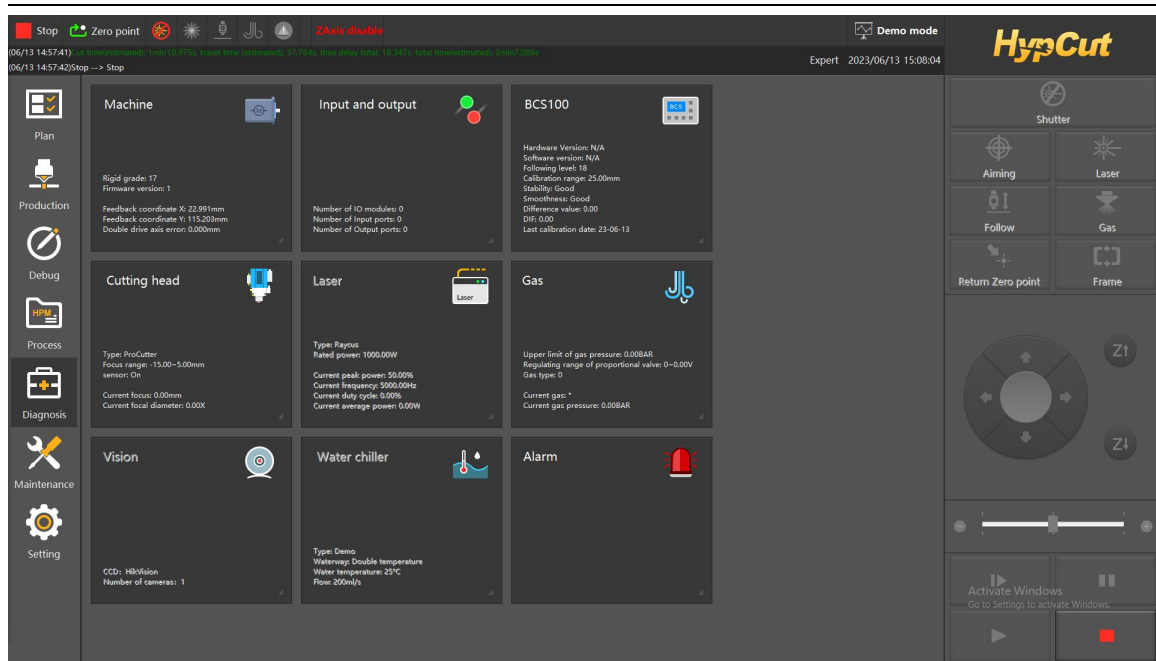 Stop
Zero point
ZAxis disable
Demo mode
HypCut
(06/13 14:57:41)Cut time(estimated): 1min10.975s, travel time (estimated): 37.764s, time delay total: 18.347s, total time(estimated): 2min7.086s
(06/13 14:57:42)Stop --> Stop
Expert 2023/06/13 15:08:04
Plan
Production
Debug
HPM
Process
Diagnosis
Maintenance
Setting
Machine
M
Rigid grade: 17
Firmware version: 1
Feedback coordinate X: 22.991mm
Feedback coordinate Y: 115.203mm
Double drive axis error: 0.000mm
Input and output
Number of IO modules: 0
Number of Input ports: 0
Number of Output ports: 0
BCS100
BCS
Hardware Version: N/A
Software version: N/A
Following level: 18
Calibration range: 25.00mm
Stability: Good
Smoothness: Good
Difference value: 0.00
DIF: 0.00
Last calibration date: 23-06-13
Cutting head
Type: ProCutter
Focus range: -15.00~5.00mm
sensor: On
Current focus: 0.00mm
Current focal diameter: 0.00X
Laser
Laser
Type: Raycus
Rated power: 1000.00W
Current peak power: 50.00%
Current frequency: 5000.00Hz
Current duty cycle: 0.00%
Current average power: 0.00W
Gas
Upper limit of gas pressure: 0.00BAR
Regulating range of proportional valve: 0~0.00V
Gas type: 0
Current gas: *
Current gas pressure: 0.00BAR
Vision
CCD: HikVision
Number of cameras: 1
Water chiller
Type: Demo
Waterway: Double temperature
Water temperature: 25℃
Flow: 200ml/s
Alarm
Shutter
Aiming
Laser
Follow
Gas
Return Zero point
Frame
Z↑
Z↓
Activate Windows
Go to Settings to activate Windows.